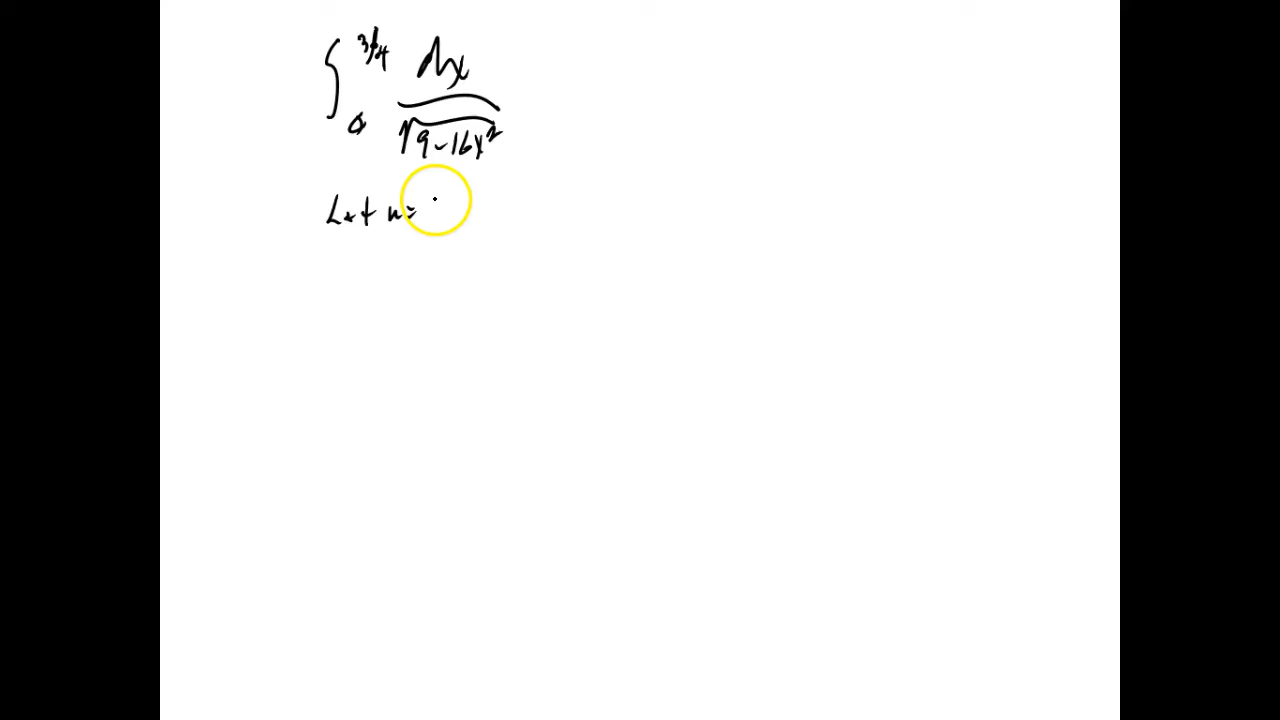 ∫₀^{3/4} dx / √(9-16x²)
Let u=